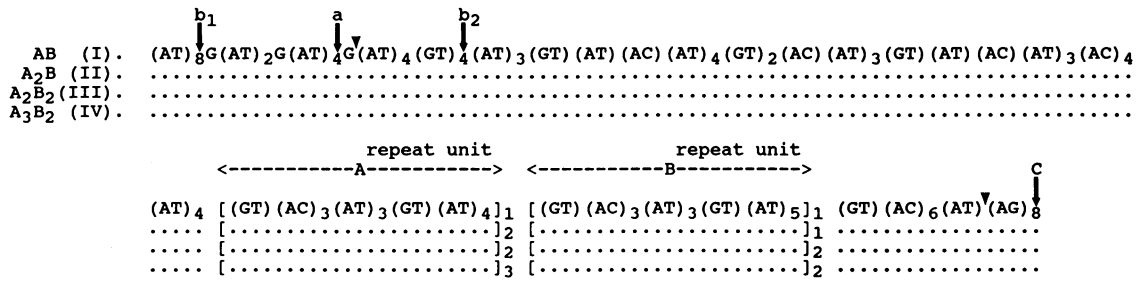 b1 a b2
AB (I). (AT)8G(AT)2G(AT)4G(AT)4(GT)4(AT)3(GT)(AT)(AC)(AT)4(GT)2(AC)(AT)3(GT)(AT)(AC)(AT)3(AC)4
A2B (II). ....................................................................................................
A2B2(III). ....................................................................................................
A3B2 (IV). ....................................................................................................
repeat unit repeat unit C
<-----------A-----------> <-----------B----------->
(AT)4 [(GT)(AC)3(AT)3(GT)(AT)4]1 [(GT)(AC)3(AT)3(GT)(AT)5]1 (GT)(AC)6(AT)(AG)8
..... [......................]2 [......................]1 .................
..... [......................]2 [......................]2 .................
..... [......................]3 [......................]2 .................